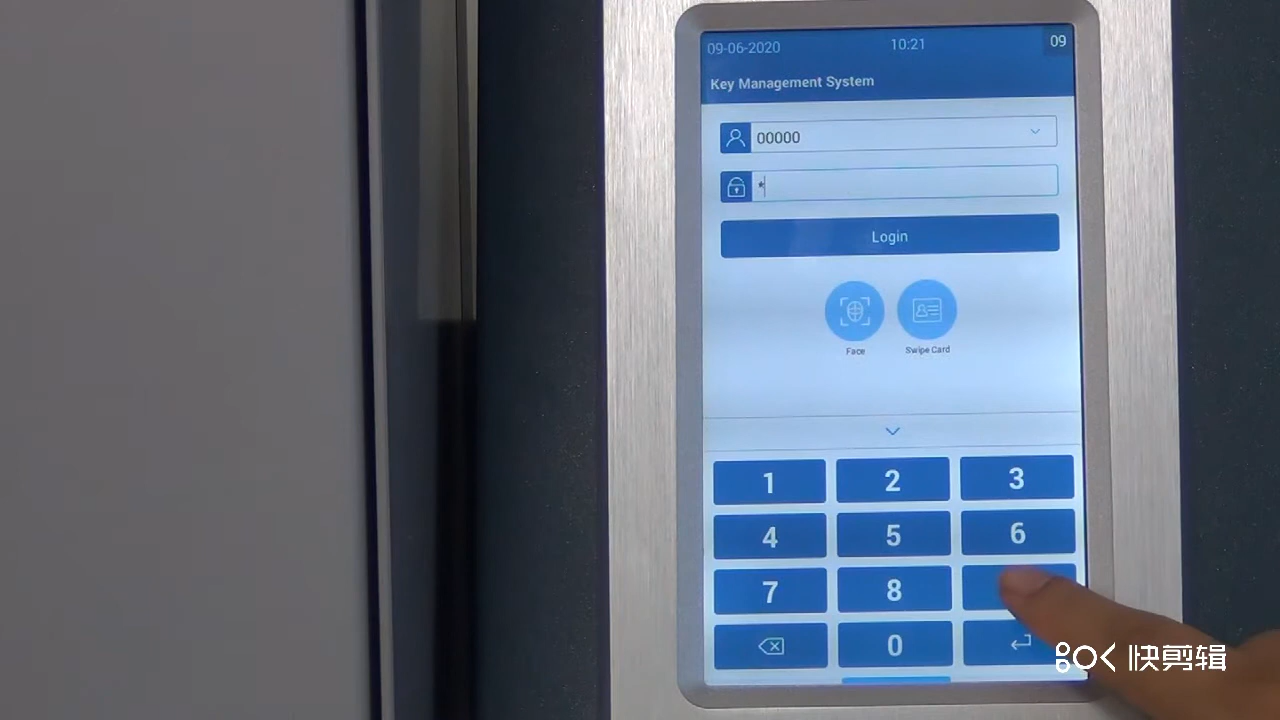 09-06-2020 10:21 09
Key Management System
00000
*
Login
Face Swipe Card
1 2 3
4 5 6
7 8
0
快剪辑